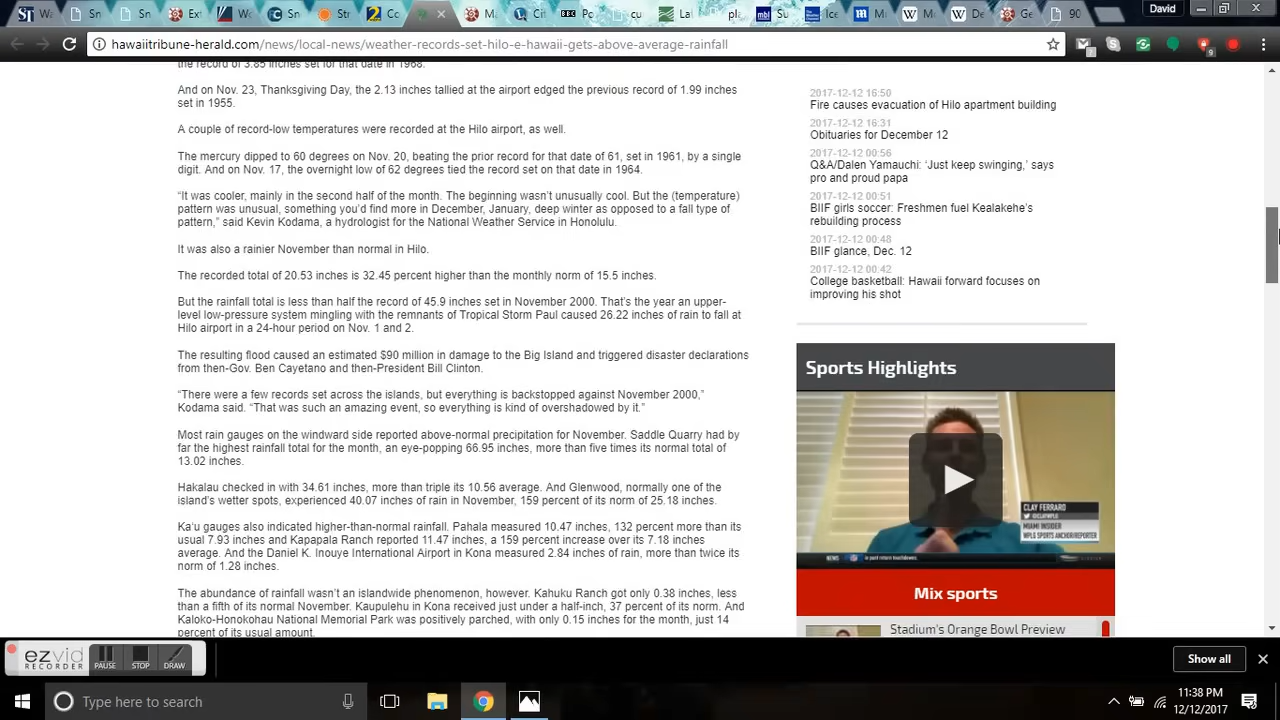 St
Wa
Sn
Sn
Ext
We
Cc
Sn
Str
Cc
Ma
Cit
Po
cu
Lal
pla
Su
Ice
Mu
W
De
Ge
90
David
hawaiitribune-herald.com/news/local-news/weather-records-set-hilo-e-hawaii-gets-above-average-rainfall
the record of 3.85 inches set for that date in 1968.
And on Nov. 23, Thanksgiving Day, the 2.13 inches tallied at the airport edged the previous record of 1.99 inches
set in 1955.
A couple of record-low temperatures were recorded at the Hilo airport, as well.
The mercury dipped to 60 degrees on Nov. 20, beating the prior record for that date of 61, set in 1961, by a single
digit. And on Nov. 17, the overnight low of 62 degrees tied the record set on that date in 1964.
“It was cooler, mainly in the second half of the month. The beginning wasn’t unusually cool. But the (temperature)
pattern was unusual, something you’d find more in December, January, deep winter as opposed to a fall type of
pattern,” said Kevin Kodama, a hydrologist for the National Weather Service in Honolulu.
It was also a rainier November than normal in Hilo.
The recorded total of 20.53 inches is 32.45 percent higher than the monthly norm of 15.5 inches.
But the rainfall total is less than half the record of 45.9 inches set in November 2000. That’s the year an upper-
level low-pressure system mingling with the remnants of Tropical Storm Paul caused 26.22 inches of rain to fall at
Hilo airport in a 24-hour period on Nov. 1 and 2.
The resulting flood caused an estimated $90 million in damage to the Big Island and triggered disaster declarations
from then-Gov. Ben Cayetano and then-President Bill Clinton.
“There were a few records set across the islands, but everything is backstopped against November 2000,”
Kodama said. “That was such an amazing event, so everything is kind of overshadowed by it.”
Most rain gauges on the windward side reported above-normal precipitation for November. Saddle Quarry had by
far the highest rainfall total for the month, an eye-popping 66.95 inches, more than five times its normal total of
13.02 inches.
Hakalau checked in with 34.61 inches, more than triple its 10.56 average. And Glenwood, normally one of the
island’s wetter spots, experienced 40.07 inches of rain in November, 159 percent of its norm of 25.18 inches.
Ka‘u gauges also indicated higher-than-normal rainfall. Pahala measured 10.47 inches, 132 percent more than its
usual 7.93 inches and Kapapala Ranch reported 11.47 inches, a 159 percent increase over its 7.18 inches
average. And the Daniel K. Inouye International Airport in Kona measured 2.84 inches of rain, more than twice its
norm of 1.28 inches.
The abundance of rainfall wasn’t an islandwide phenomenon, however. Kahuku Ranch got only 0.38 inches, less
than a fifth of its normal November. Kaupulehu in Kona received just under a half-inch, 37 percent of its norm. And
Kaloko-Honokohau National Memorial Park was positively parched, with only 0.15 inches for the month, just 14
percent of its usual amount.
2017-12-12 16:50
Fire causes evacuation of Hilo apartment building
2017-12-12 16:31
Obituaries for December 12
2017-12-12 00:56
Q&A/Dalen Yamauchi: ‘Just keep swinging,’ says
pro and proud papa
2017-12-12 00:51
BIIF girls soccer: Freshmen fuel Kealakehe’s
rebuilding process
2017-12-12 00:48
BIIF glance, Dec. 12
2017-12-12 00:42
College basketball: Hawaii forward focuses on
improving his shot
Sports Highlights
CLAY FERRARO
@CLAYWPLG
MIAMI INSIDER
WPLG SPORTS ANCHOR/REPORTER
NEWS
Mix sports
Stadium's Orange Bowl Preview
ezvid
RECORDER
PAUSE
STOP
DRAW
Show all
Type here to search
11:38 PM
12/12/2017